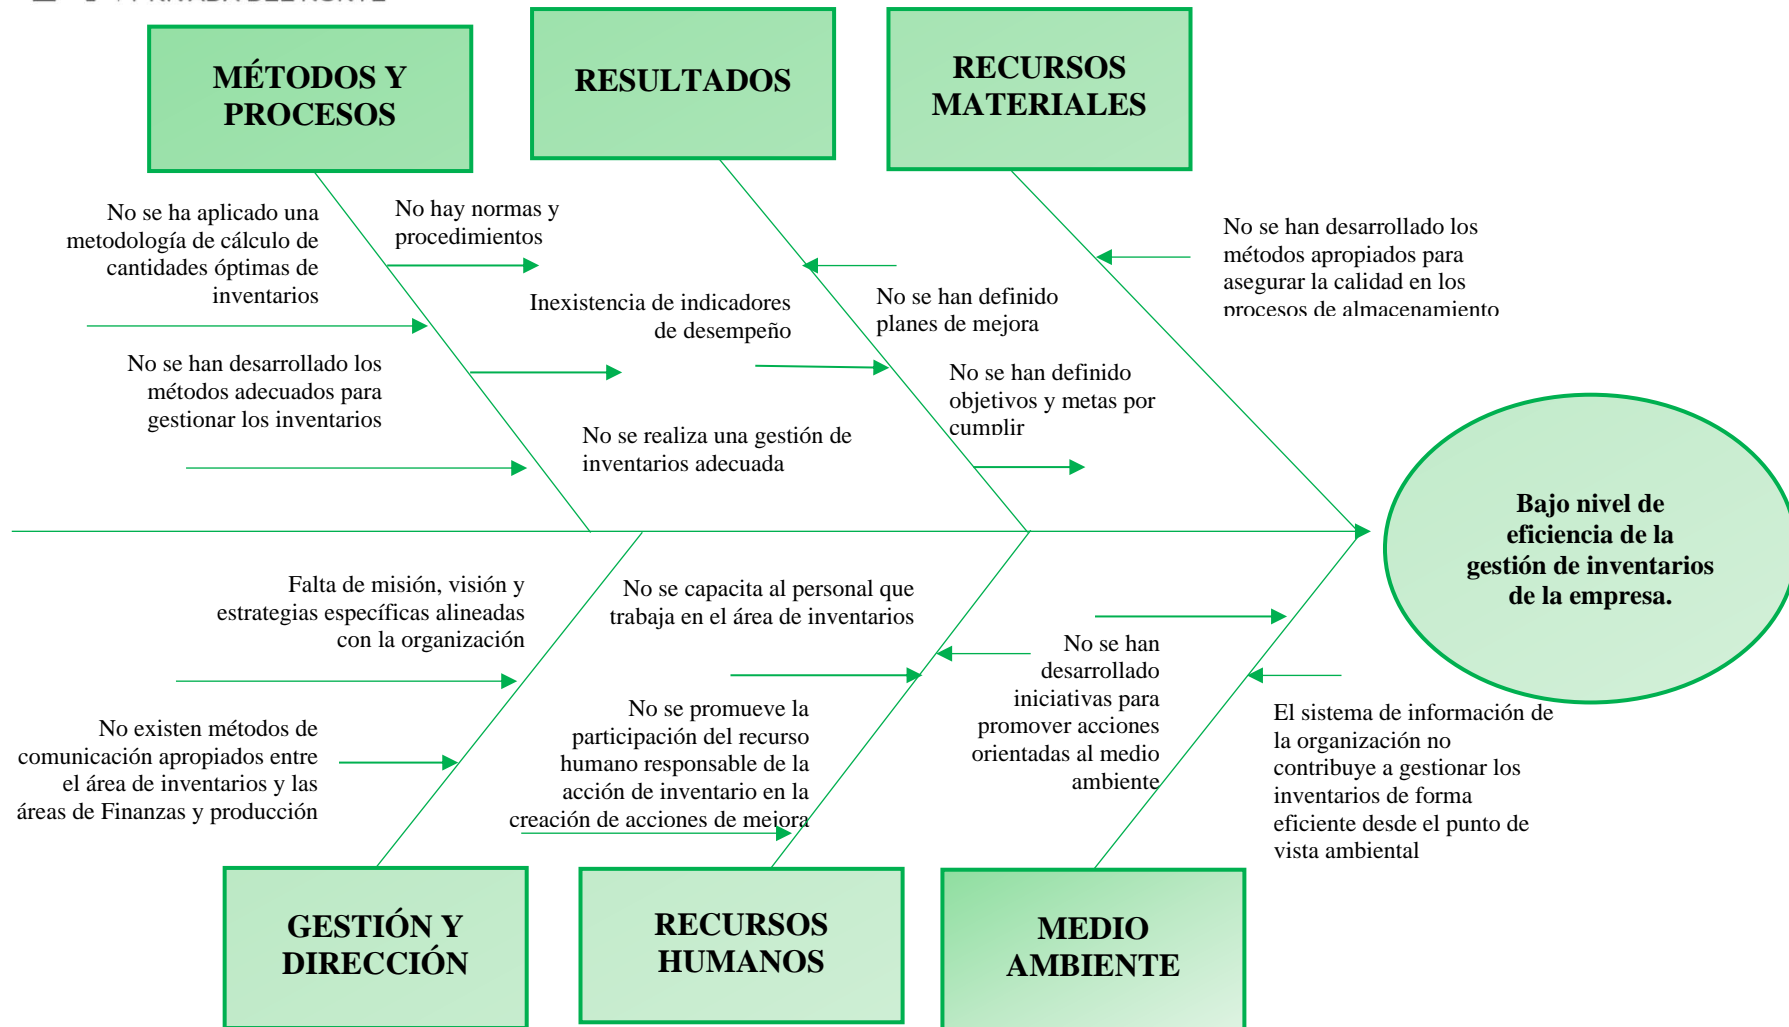 MÉTODOS Y
PROCESOS
RESULTADOS
RECURSOS
MATERIALES
No se ha aplicado una
metodología de cálculo de
cantidades óptimas de
inventarios
No hay normas y
procedimientos
No se han desarrollado los
métodos adecuados para
gestionar los inventarios
Inexistencia de indicadores
de desempeño
No se realiza una gestión de
inventarios adecuada
No se han definido
planes de mejora
No se han definido
objetivos y metas por
cumplir
No se han desarrollado los
métodos apropiados para
asegurar la calidad en los
procesos de almacenamiento
Bajo nivel de
eficiencia de la
gestión de inventarios
de la empresa.
Falta de misión, visión y
estrategias específicas alineadas
con la organización
No existen métodos de
comunicación apropiados entre
el área de inventarios y las
áreas de Finanzas y producción
No se capacita al personal que
trabaja en el área de inventarios
No se promueve la
participación del recurso
humano responsable de la
acción de inventario en la
creación de acciones de mejora
No se han
desarrollado
iniciativas para
promover acciones
orientadas al medio
ambiente
El sistema de información de
la organización no
contribuye a gestionar los
inventarios de forma
eficiente desde el punto de
vista ambiental
GESTIÓN Y
DIRECCIÓN
RECURSOS
HUMANOS
MEDIO
AMBIENTE